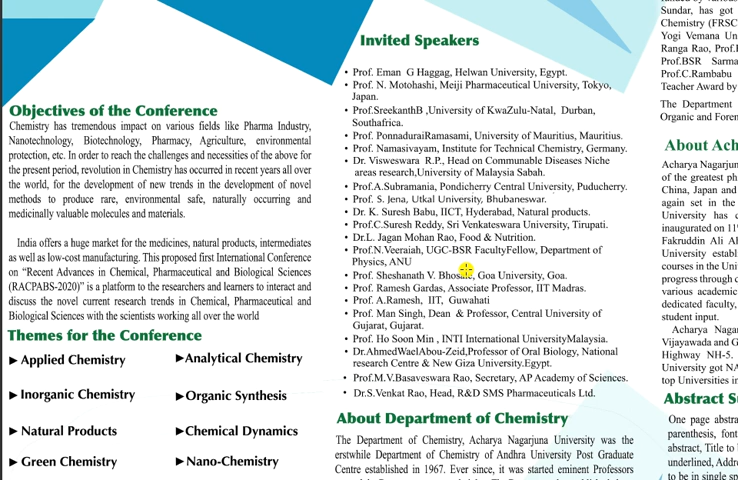 Objectives of the Conference
Chemistry has tremendous impact on various fields like Pharma Industry,
Nanotechnology, Biotechnology, Pharmacy, Agriculture, environmental
protection, etc. In order to reach the challenges and necessities of the above for
the present period, revolution in Chemistry has occurred in recent years all over
the world, for the development of new trends in the development of novel
methods to produce rare, environmental safe, naturally occurring and
medicinally valuable molecules and materials.
India offers a huge market for the medicines, natural products, intermediates
as well as low-cost manufacturing. This proposed first International Conference
on “Recent Advances in Chemical, Pharmaceutical and Biological Sciences
(RACPABS-2020)” is a platform to the researchers and learners to interact and
discuss the novel current research trends in Chemical, Pharmaceutical and
Biological Sciences with the scientists working all over the world
Themes for the Conference
►Applied Chemistry
►Analytical Chemistry
►Inorganic Chemistry
►Organic Synthesis
►Natural Products
►Chemical Dynamics
►Green Chemistry
►Nano-Chemistry
Invited Speakers
• Prof. Eman G Haggag, Helwan University, Egypt.
• Prof. N. Motohashi, Meiji Pharmaceutical University, Tokyo,
Japan.
• Prof.SreekanthB ,University of KwaZulu-Natal, Durban,
Southafrica.
• Prof. PonnaduraiRamasami, University of Mauritius, Mauritius.
• Prof. Namasivayam, Institute for Technical Chemistry, Germany.
• Dr. Visweswara R.P., Head on Communable Diseases Niche
areas research,University of Malaysia Sabah.
• Prof.A.Subramania, Pondicherry Central University, Puducherry.
• Prof. S. Jena, Utkal University, Bhubaneswar.
• Dr. K. Suresh Babu, IICT, Hyderabad, Natural products.
• Prof.C.Suresh Reddy, Sri Venkateswara University, Tirupati.
• Dr.L. Jagan Mohan Rao, Food & Nutrition.
• Prof.N.Veeraiah, UGC-BSR FacultyFellow, Department of
Physics, ANU
• Prof. Sheshanath V. Bhosale, Goa University, Goa.
• Prof. Ramesh Gardas, Associate Professor, IIT Madras.
• Prof. A.Ramesh, IIT, Guwahati
• Prof. Man Singh, Dean & Professor, Central University of
Gujarat, Gujarat.
• Prof. Ho Soon Min , INTI International UniversityMalaysia.
• Dr.AhmedWaelAbou-Zeid,Professor of Oral Biology, National
research Centre & New Giza University.Egypt.
• Prof.M.V.Basaveswara Rao, Secretary, AP Academy of Sciences.
• Dr.S.Venkat Rao, Head, R&D SMS Pharmaceuticals Ltd.
About Department of Chemistry
The Department of Chemistry, Acharya Nagarjuna University was the
erstwhile Department of Chemistry of Andhra University Post Graduate
Centre established in 1967. Ever since, it was started eminent Professors
Sundar, has got
Chemistry (FRSC
Yogi Vemana Un
Ranga Rao, Prof.
Prof.BSR Sarma
Prof.C.Rambabu
Teacher Award by
The Department
Organic and Foren
About Ach
Acharya Nagarjun
of the greatest ph
China, Japan and
again set in the
University has
inaugurated on 11
Fakruddin Ali A
University establi
courses in the Uni
progress through
various academic
dedicated faculty,
student input.
Acharya Nagar
Vijayawada and G
Highway NH-5.
University got NA
top Universities in
Abstract S
One page abstra
parenthesis, font
abstract, Title to
underlined, Addre
to be in single sp